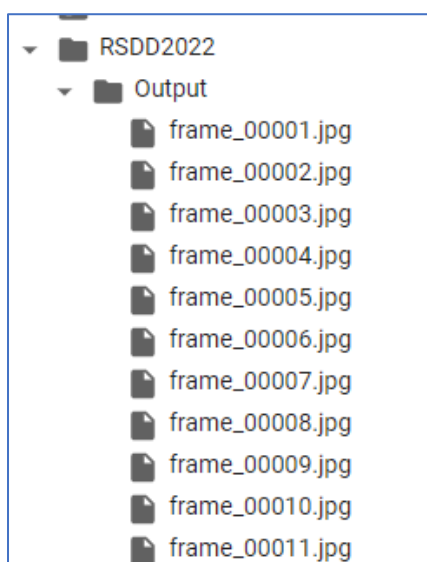 RSDD2022
Output
frame_00001.jpg
frame_00002.jpg
frame_00003.jpg
frame_00004.jpg
frame_00005.jpg
frame_00006.jpg
frame_00007.jpg
frame_00008.jpg
frame_00009.jpg
frame_00010.jpg
frame_00011.jpg